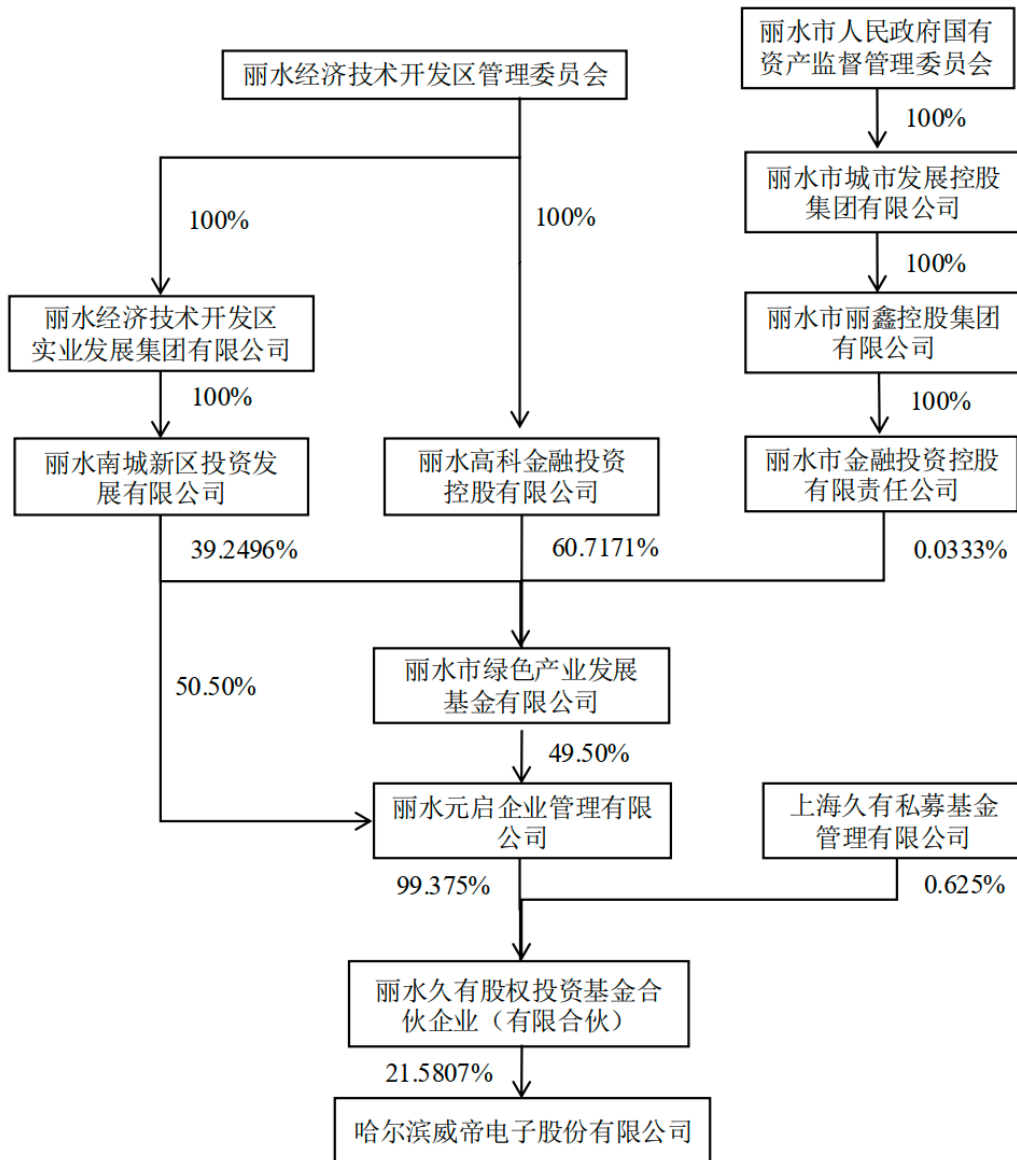 丽水市人民政府国有
资产监督管理委员会
丽水经济技术开发区管理委员会
100%
丽水市城市发展控股
集团有限公司
100%
100%
100%
丽水经济技术开发区
实业发展集团有限公司
丽水市丽鑫控股集团
有限公司
100%
100%
丽水南城新区投资发
展有限公司
丽水高科金融投资
控股有限公司
丽水市金融投资控股
有限责任公司
39.2496%
60.7171%
0.0333%
丽水市绿色产业发展
基金有限公司
50.50%
49.50%
丽水元启企业管理有限
公司
上海久有私募基金
管理有限公司
99.375%
0.625%
丽水久有股权投资基金合
伙企业（有限合伙）
21.5807%
哈尔滨威帝电子股份有限公司